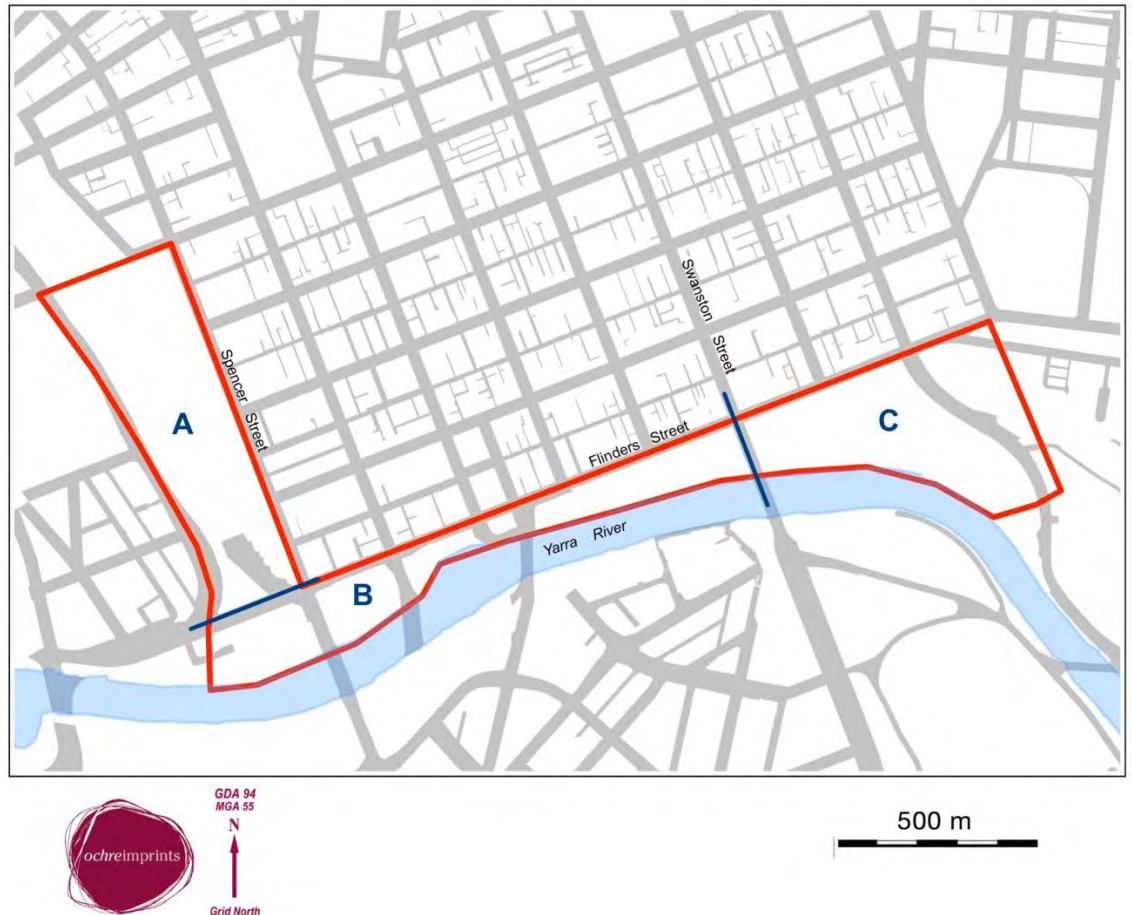 Swanston Street
Spencer Street
A
C
Flinders Street
Yarra River
B
GDA 94
MGA 55
N
ochreimprints
Grid North
500 m